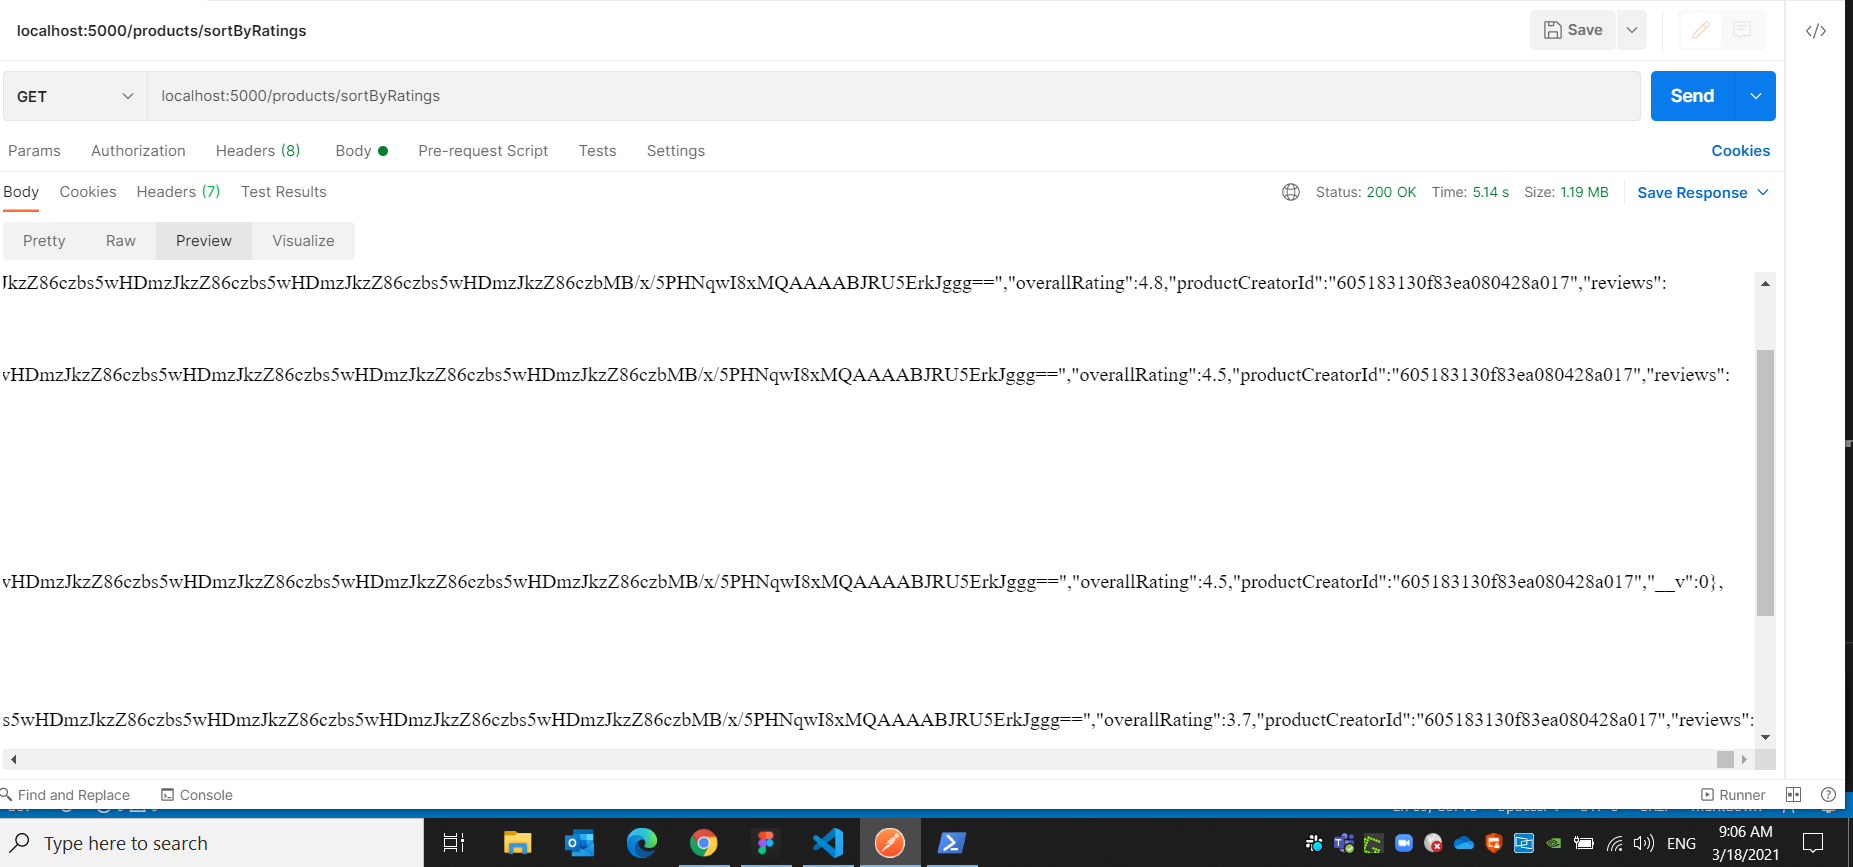 localhost:5000/products/sortByRatings
Save
GET
localhost:5000/products/sortByRatings
Send
Params Authorization Headers (8) Body Pre-request Script Tests Settings Cookies
Body Cookies Headers (7) Test Results Status: 200 OK Time: 5.14 s Size: 1.19 MB Save Response
Pretty Raw Preview Visualize
JkzZ86czbs5wHDmzJkzZ86czbs5wHDmzJkzZ86czbs5wHDmzJkzZ86czbMB/x/5PHNqwI8xMQAAAABJRU5ErkJggg==","overallRating":4.8,"productCreatorId":"605183130f83ea080428a017","reviews":
wHDmzJkzZ86czbs5wHDmzJkzZ86czbs5wHDmzJkzZ86czbs5wHDmzJkzZ86czbMB/x/5PHNqwI8xMQAAAABJRU5ErkJggg==","overallRating":4.5,"productCreatorId":"605183130f83ea080428a017","reviews":
wHDmzJkzZ86czbs5wHDmzJkzZ86czbs5wHDmzJkzZ86czbs5wHDmzJkzZ86czbMB/x/5PHNqwI8xMQAAAABJRU5ErkJggg==","overallRating":4.5,"productCreatorId":"605183130f83ea080428a017","__v":0},
s5wHDmzJkzZ86czbs5wHDmzJkzZ86czbs5wHDmzJkzZ86czbs5wHDmzJkzZ86czbMB/x/5PHNqwI8xMQAAAABJRU5ErkJggg==","overallRating":3.7,"productCreatorId":"605183130f83ea080428a017","reviews":
Find and Replace Console Runner
Type here to search
ENG
9:06 AM
3/18/2021